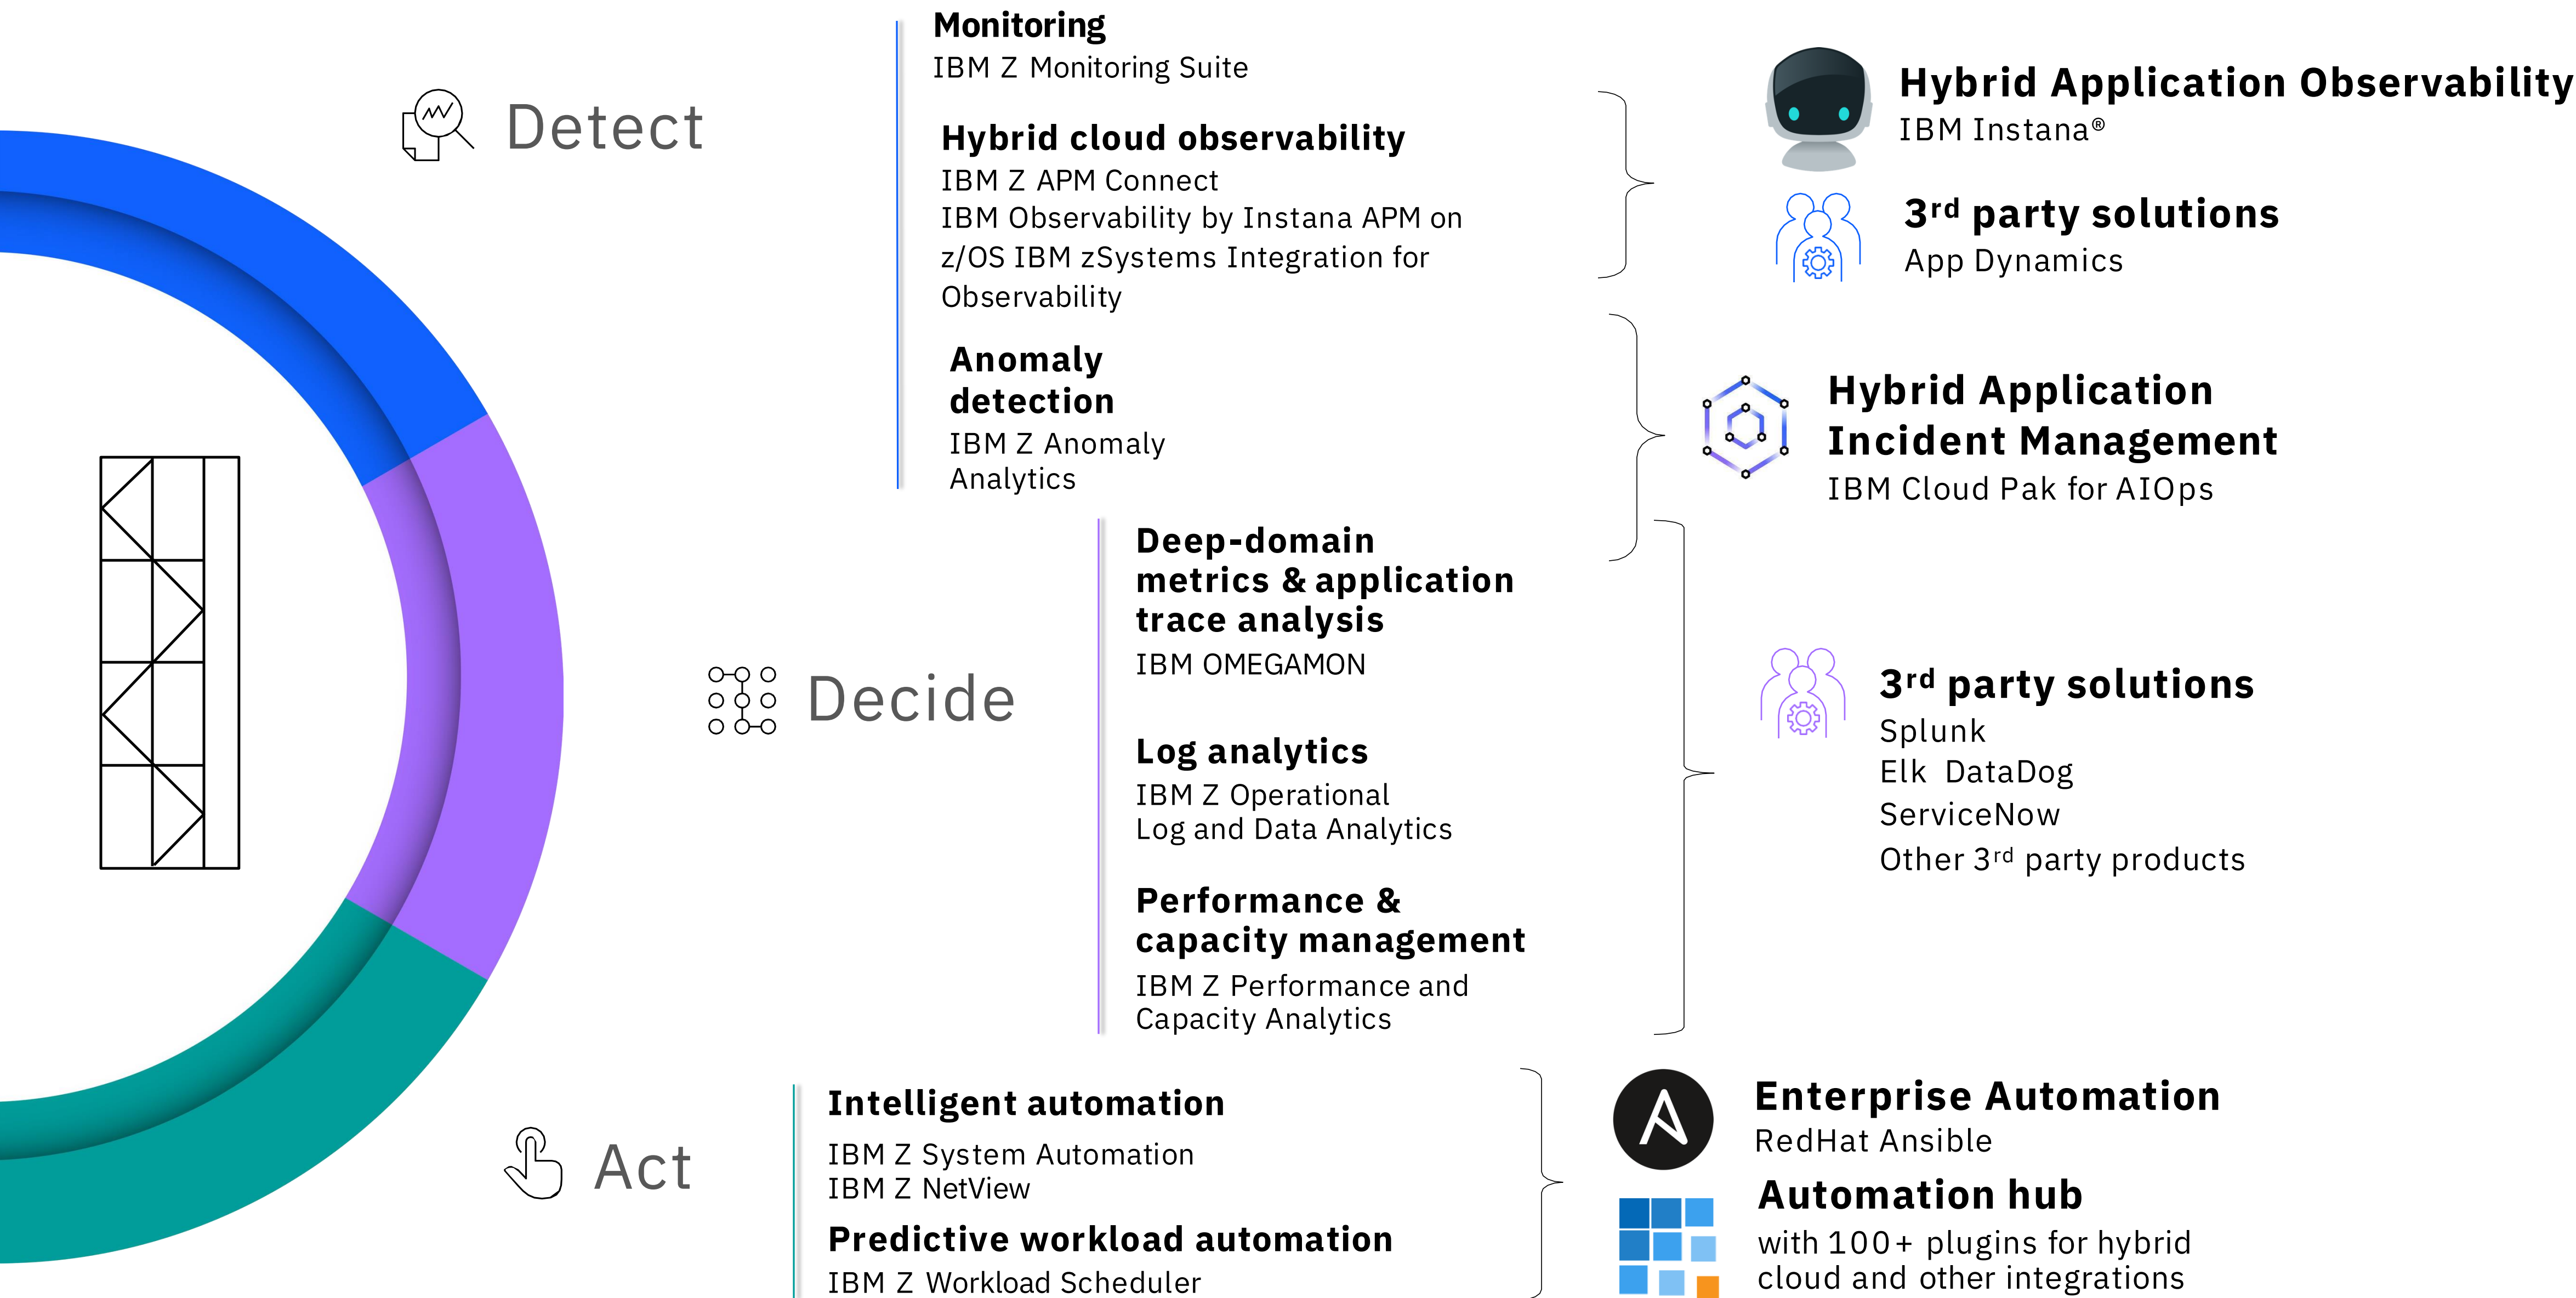 Detect
Monitoring
IBM Z Monitoring Suite
Hybrid cloud observability
IBM Z APM Connect
IBM Observability by Instana APM on
z/OS IBM zSystems Integration for
Observability
Anomaly
detection
IBM Z Anomaly
Analytics
Hybrid Application Observability
IBM Instana®
3rd party solutions
App Dynamics
Hybrid Application
Incident Management
IBM Cloud Pak for AIOps
Decide
Deep-domain
metrics & application
trace analysis
IBM OMEGAMON
Log analytics
IBM Z Operational
Log and Data Analytics
Performance &
capacity management
IBM Z Performance and
Capacity Analytics
3rd party solutions
Splunk
Elk DataDog
ServiceNow
Other 3rd party products
Act
Intelligent automation
IBM Z System Automation
IBM Z NetView
Predictive workload automation
IBM Z Workload Scheduler
Enterprise Automation
RedHat Ansible
Automation hub
with 100+ plugins for hybrid
cloud and other integrations